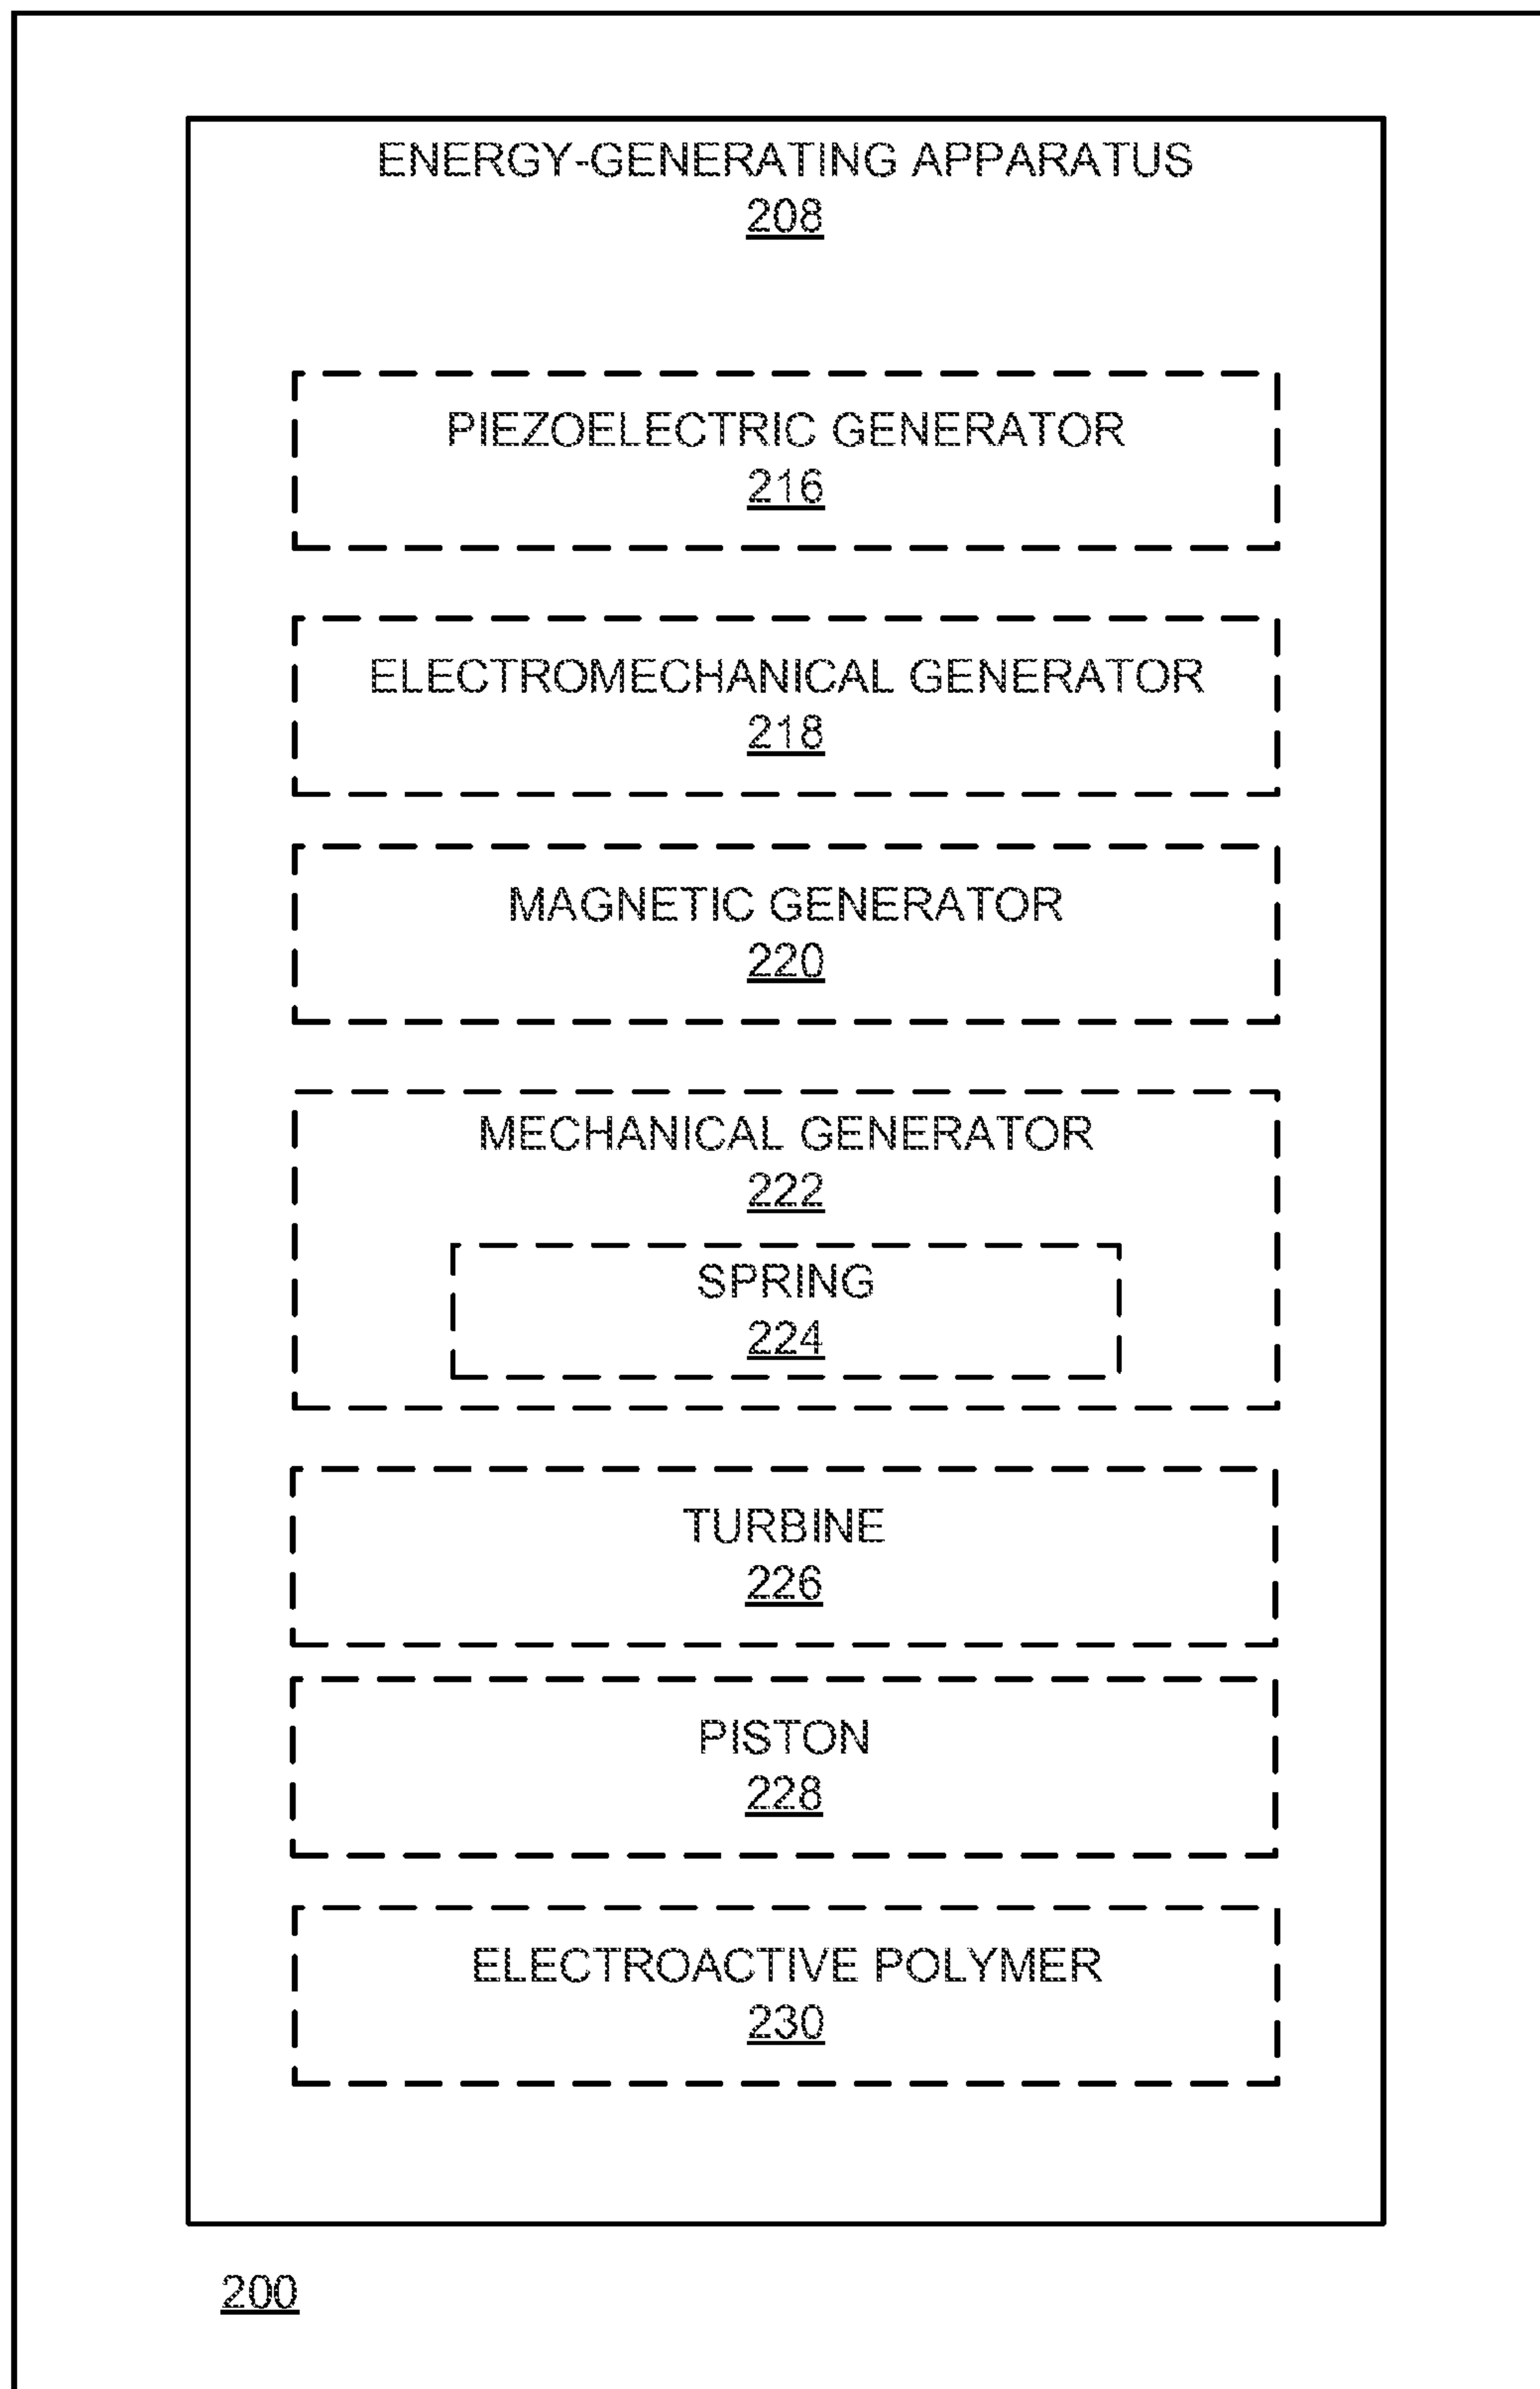 ENERGY-GENERATING APPARATUS
208
PIEZOELECTRIC GENERATOR
216
ELECTROMECHANICAL GENERATOR
218
MAGNETIC GENERATOR
220
MECHANICAL GENERATOR
222
SPRING
224
TURBINE
226
PISTON
228
ELECTROACTIVE POLYMER
230
200